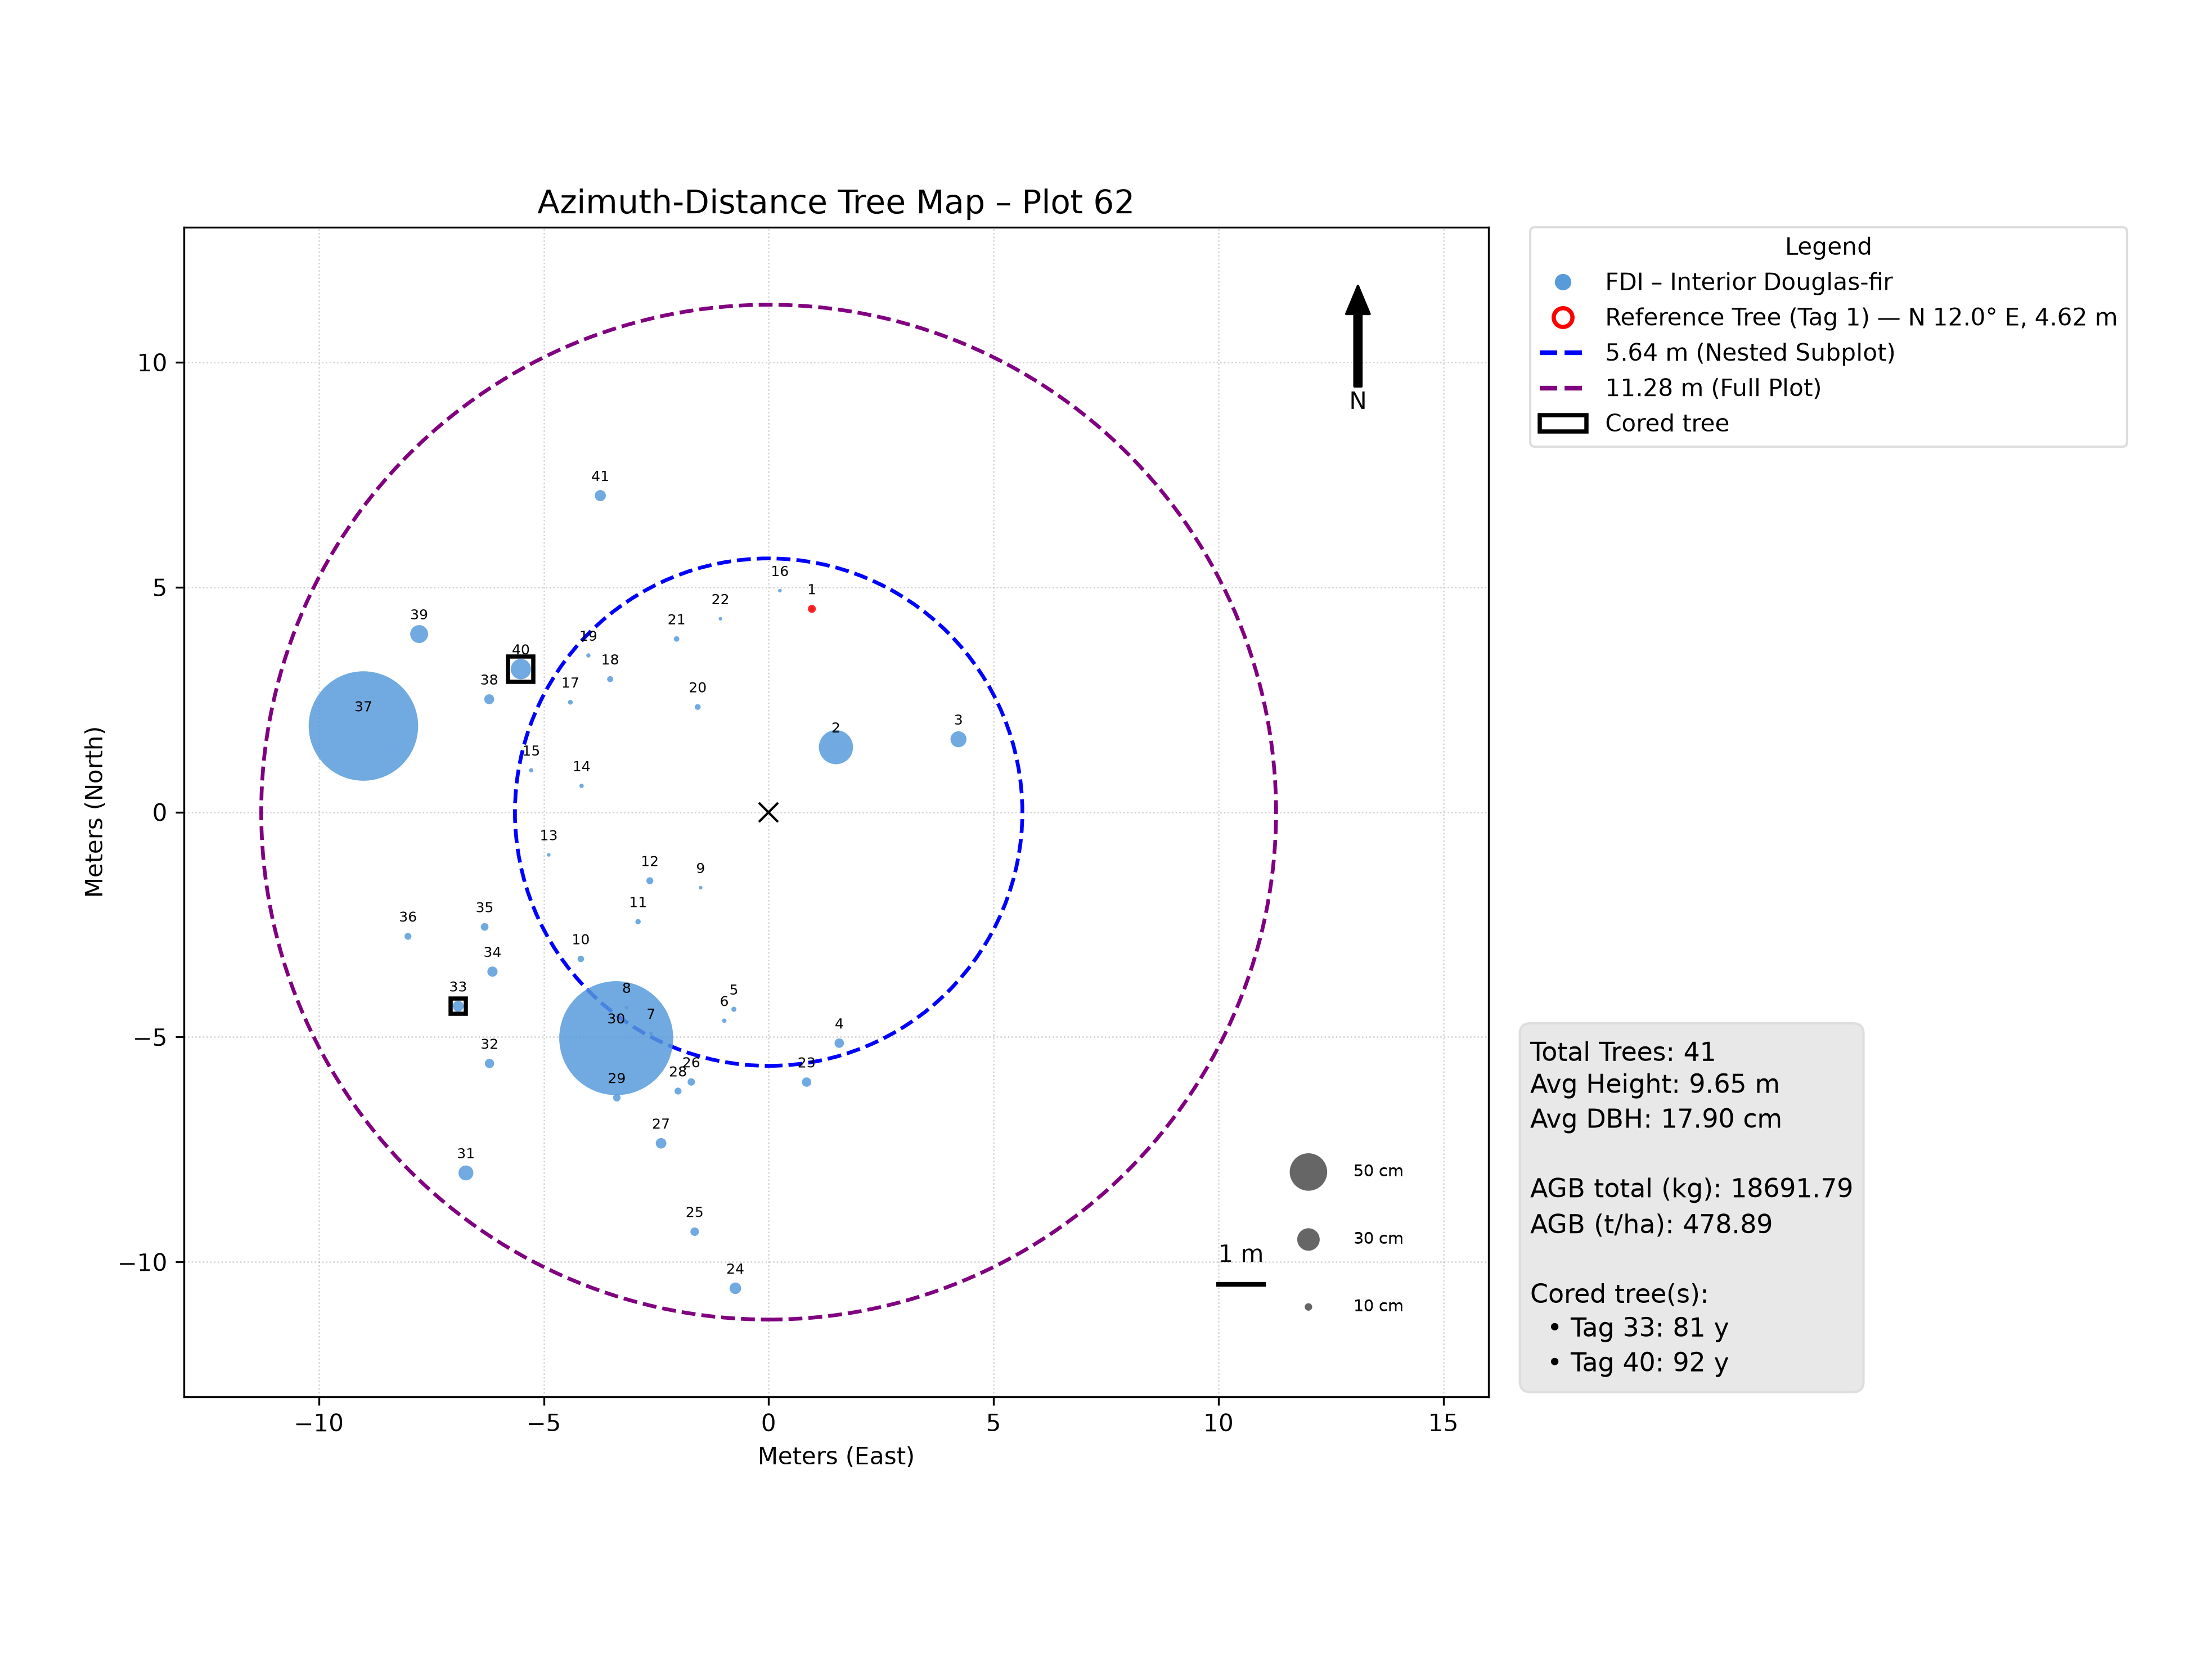 Azimuth-Distance Tree Map – Plot 62
Meters (North)
10
5
0
−5
−10
−10
−5
0
5
10
15
Meters (East)
N
41
16
1
22
39
21
19
40
18
38
17
20
37
3
2
15
14
13
12
9
11
36
35
10
34
33
8
5
6
30
7
4
32
26
23
28
29
27
31
25
24
50 cm
30 cm
10 cm
1 m
Legend
FDI – Interior Douglas-fir
Reference Tree (Tag 1) — N 12.0° E, 4.62 m
5.64 m (Nested Subplot)
11.28 m (Full Plot)
Cored tree
Total Trees: 41
Avg Height: 9.65 m
Avg DBH: 17.90 cm
AGB total (kg): 18691.79
AGB (t/ha): 478.89
Cored tree(s):
• Tag 33: 81 y
• Tag 40: 92 y